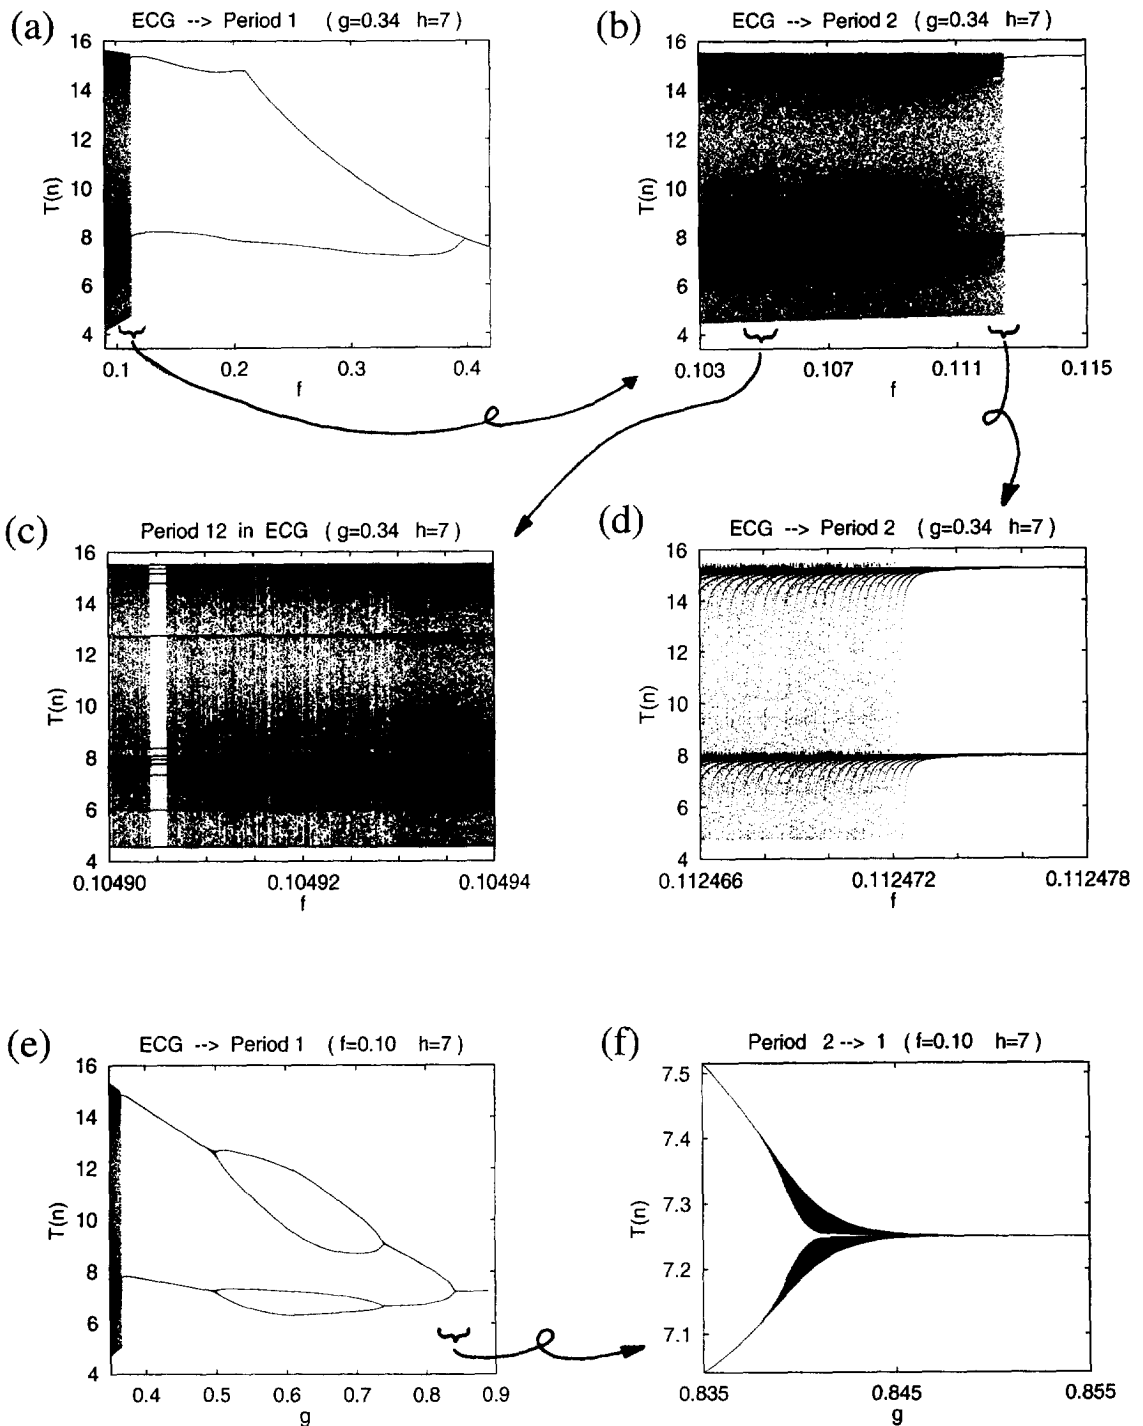 (a) ECG --> Period 1 ( g=0.34 h=7 )
16
14
12
10
8
6
4
T(n)
0.1 0.2 0.3 0.4
f
(b) ECG --> Period 2 ( g=0.34 h=7 )
16
14
12
10
8
6
4
T(n)
0.103 0.107 0.111 0.115
f
(c) Period 12 in ECG ( g=0.34 h=7 )
16
14
12
10
8
6
4
T(n)
0.10490 0.10492 0.10494
f
(d) ECG --> Period 2 ( g=0.34 h=7 )
16
14
12
10
8
6
4
T(n)
0.112466 0.112472 0.112478
f
(e) ECG --> Period 1 ( f=0.10 h=7 )
16
14
12
10
8
6
4
T(n)
0.4 0.5 0.6 0.7 0.8 0.9
g
(f) Period 2 --> 1 ( f=0.10 h=7 )
7.5
7.4
7.3
7.2
7.1
T(n)
0.835 0.845 0.855
g